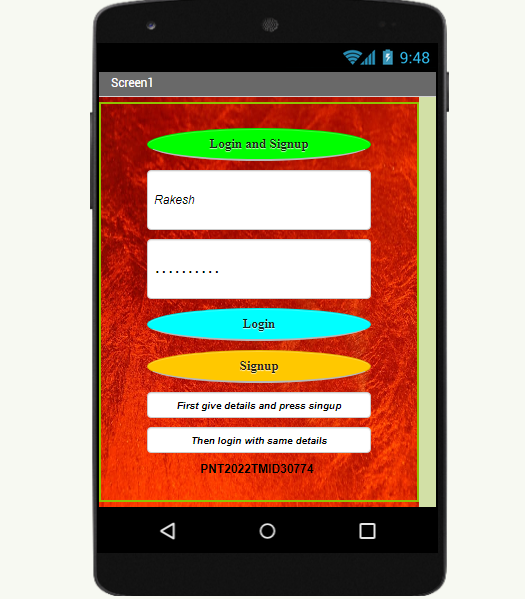 9:48
Screen1
Login and Signup
Rakesh
..........
Login
Signup
First give details and press singup
Then login with same details
PNT2022TMID30774